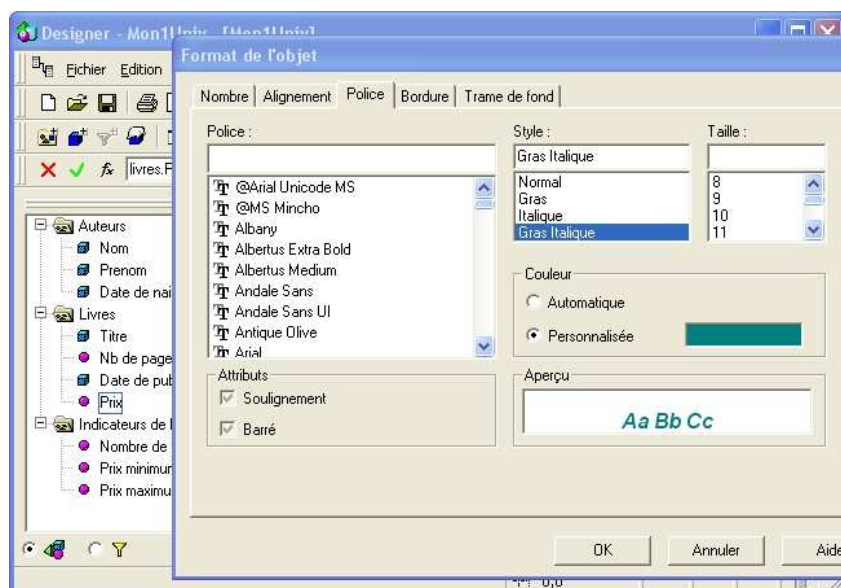 Designer - Mon1Univ - [Mon1Univ]
Format de l'objet
Fichier Edition
Nombre Alignement Police Bordure Trame de fond
livres.P
Auteurs
Nom
Prenom
Date de nai
Livres
Titre
Nb de page
Date de pub
Prix
Indicateurs de l
Nombre de
Prix minimur
Prix maximu
Police :
@Arial Unicode MS
@MS Mincho
Albany
Albertus Extra Bold
Albertus Medium
Andale Sans
Andale Sans UI
Antique Olive
Arial
Style :
Gras Italique
Normal
Gras
Italique
Gras Italique
Taille :
8
9
10
11
Couleur
Automatique
Personnalisée
Attributs
Soulignement
Barré
Aperçu
Aa Bb Cc
OK Annuler Aide
0,0